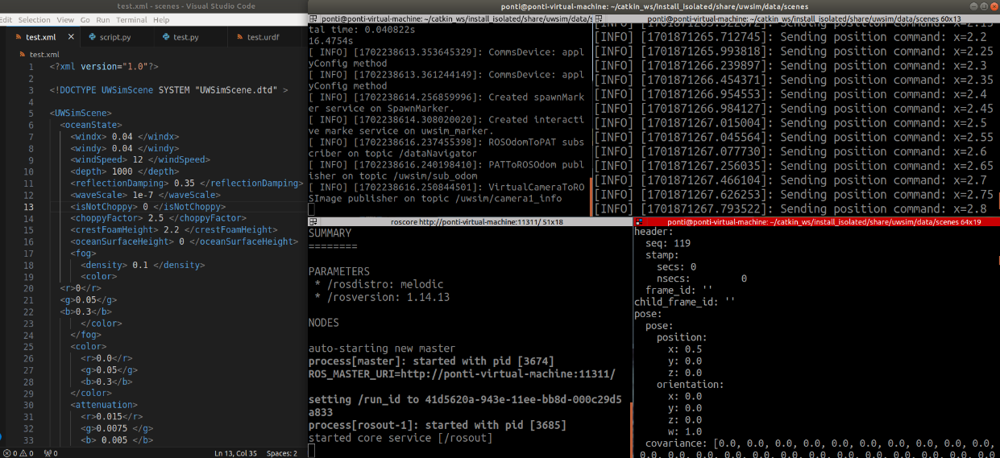 test.xml - scenes - Visual Studio Code
Edit Selection View Go Run Terminal Help
test.xml × script.py test.py test.urdf
test.xml
1 <?xml version="1.0"?>
2
3 <!DOCTYPE UWSimScene SYSTEM "UWSimScene.dtd" >
4
5 <UWSimScene>
6 <oceanState>
7 <windx> 0.04 </windx>
8 <windy> 0.04 </windy>
9 <windSpeed> 12 </windSpeed>
10 <depth> 1000 </depth>
11 <reflectionDamping> 0.35 </reflectionDamping>
12 <waveScale> 1e-7 </waveScale>
13 <isNotChoppy> 0 </isNotChoppy>
14 <choppyFactor> 2.5 </choppyFactor>
15 <crestFoamHeight> 2.2 </crestFoamHeight>
16 <oceanSurfaceHeight> 0 </oceanSurfaceHeight>
17 <fog>
18 <density> 0.1 </density>
19 <color>
20 <r>0</r>
21 <g>0.05</g>
22 <b>0.3</b>
23 </color>
24 </fog>
25 <color>
26 <r>0.0</r>
27 <g>0.05</g>
28 <b>0.3</b>
29 </color>
30 <attenuation>
31 <r>0.015</r>
32 <g>0.0075 </g>
33 <b> 0.005 </b>
0 0 0 Ln 13, Col 35 Spaces: 2
ponti@ponti-virtual-machine: ~/catkin_ws/install_isolated/share/uwsim/data/scenes
ponti@ponti-virtual-machine: ~/catkin_ws/install_isolated/share/uwsim/data/s
tal time: 0.040822s
16.4754s
[ INFO] [1702238613.353645329]: CommsDevice: appl
yConfig method
[ INFO] [1702238613.361244149]: CommsDevice: appl
yConfig method
[ INFO] [1702238614.256859996]: Created spawnMark
er service on SpawnMarker.
[ INFO] [1702238614.308020020]: Created interacti
ve marke service on uwsim_marker.
[ INFO] [1702238616.237455398]: ROSOdomToPAT subs
criber on topic /dataNavigator
[ INFO] [1702238616.240198410]: PATToROSOdom publ
isher on topic /uwsim/sub_odom
[ INFO] [1702238616.250844501]: VirtualCameraToRO
SImage publisher on topic /uwsim/camera1_info
ponti@ponti-virtual-machine: ~/catkin_ws/install_isolated/share/uwsim/data/scenes 60x13
[INFO] [1701871265.522072]: Sending position command: x=2.15
[INFO] [1701871265.712745]: Sending position command: x=2.2
[INFO] [1701871265.993818]: Sending position command: x=2.25
[INFO] [1701871266.239897]: Sending position command: x=2.3
[INFO] [1701871266.454371]: Sending position command: x=2.35
[INFO] [1701871266.954553]: Sending position command: x=2.4
[INFO] [1701871266.984127]: Sending position command: x=2.45
[INFO] [1701871267.015004]: Sending position command: x=2.5
[INFO] [1701871267.045564]: Sending position command: x=2.55
[INFO] [1701871267.077730]: Sending position command: x=2.6
[INFO] [1701871267.256035]: Sending position command: x=2.65
[INFO] [1701871267.466104]: Sending position command: x=2.7
[INFO] [1701871267.626253]: Sending position command: x=2.75
[INFO] [1701871267.793522]: Sending position command: x=2.8
roscore http://ponti-virtual-machine:11311/ 51x18
SUMMARY
========
PARAMETERS
* /rosdistro: melodic
* /rosversion: 1.14.13
NODES
auto-starting new master
process[master]: started with pid [3674]
ROS_MASTER_URI=http://ponti-virtual-machine:11311/
setting /run_id to 41d5620a-943e-11ee-bb8d-000c29d5
a833
process[rosout-1]: started with pid [3685]
started core service [/rosout]
ponti@ponti-virtual-machine: ~/catkin_ws/install_isolated/share/uwsim/data/scenes 64x19
header:
seq: 119
stamp:
secs: 0
nsecs: 0
frame_id: ''
child_frame_id: ''
pose:
pose:
position:
x: 0.5
y: 0.0
z: 0.0
orientation:
x: 0.0
y: 0.0
z: 0.0
w: 1.0
covariance: [0.0, 0.0, 0.0, 0.0, 0.0, 0.0, 0.0, 0.0, 0.0, 0.0,
0.0, 0.0, 0.0, 0.0, 0.0, 0.0, 0.0, 0.0, 0.0, 0.0, 0.0, 0.0, 0.0